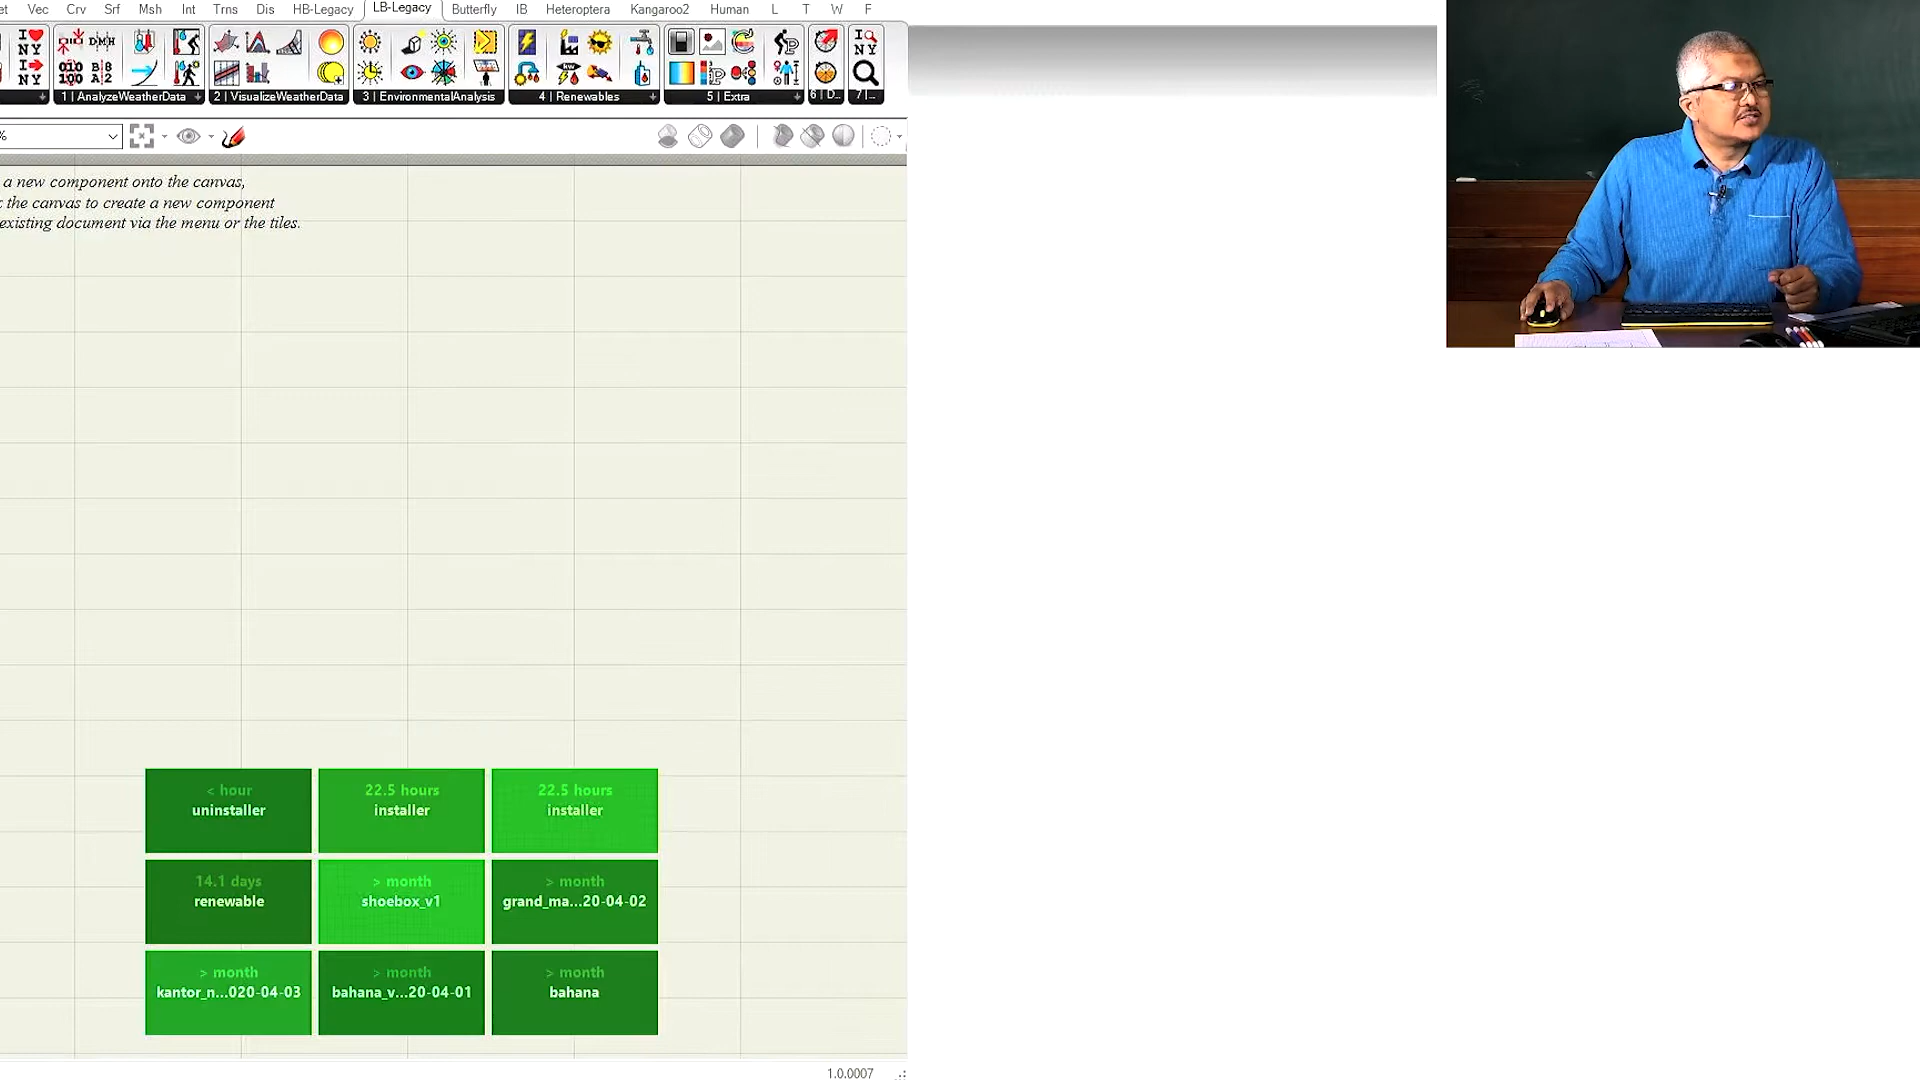 et Vec Crv Srf Msh Int Trns Dis HB-Legacy LB-Legacy Butterfly IB Heteroptera Kangaroo2 Human L T W F
1 | AnalyzeWeatherData
2 | VisualizeWeatherData
3 | EnvironmentalAnalysis
4 | Renewables
5 | Extra
6 | D...
7 |...
%
a new component onto the canvas,
the canvas to create a new component
existing document via the menu or the tiles.
< hour
uninstaller
22.5 hours
installer
22.5 hours
installer
14.1 days
renewable
> month
shoebox_v1
> month
grand_ma...20-04-02
> month
kantor_n...020-04-03
> month
bahana_v...20-04-01
> month
bahana
1.0.0007